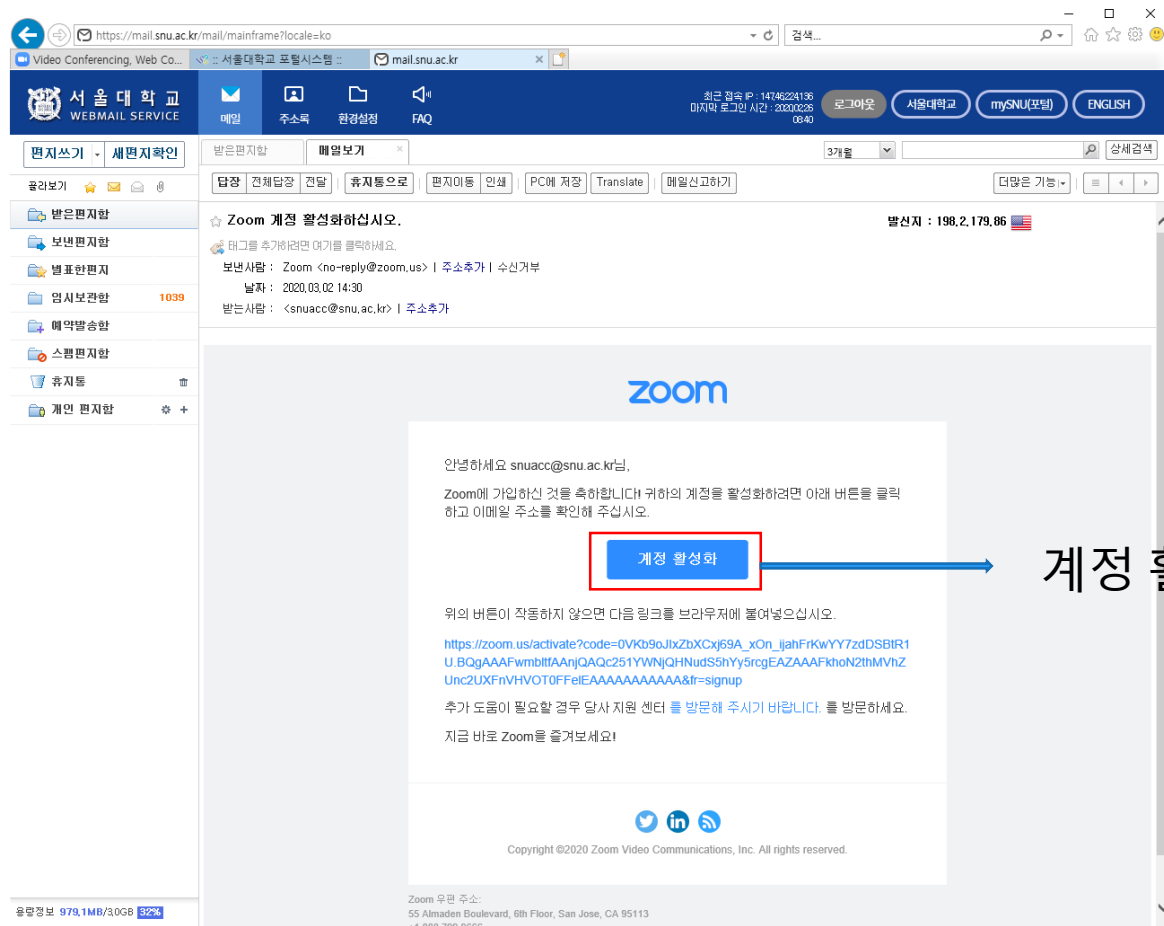 https://mail.snu.ac.kr/mail/mainframe?locale=ko
검색...
Video Conferencing, Web Co...
:: 서울대학교 포털시스템 ::
mail.snu.ac.kr
서울대학교
WEBMAIL SERVICE
메일
주소록
환경설정
FAQ
최근 접속 IP : 14746224136
마지막 로그인 시간 : 20200226
0840
로그아웃
서울대학교
mySNU(포털)
ENGLISH
편지쓰기
새편지확인
받은편지함
메일보기
3개월
상세검색
골라보기
답장 전체답장 전달 휴지통으로 편지이동 인쇄 PC에 저장 Translate 메일신고하기
더많은 기능
받은편지함
보낸편지함
별표한편지
임시보관함 1039
예약발송함
스팸편지함
휴지통
개인 편지함
Zoom 계정 활성화하십시오.
발신지 : 198.2.179.86
태그를 추가하려면 여기를 클릭하세요.
보낸사람 : Zoom <no-reply@zoom.us> | 주소추가 | 수신거부
날짜 : 2020.03.02 14:30
받는사람 : <snuacc@snu.ac.kr> | 주소추가
zoom
안녕하세요 snuacc@snu.ac.kr님,
Zoom에 가입하신 것을 축하합니다! 귀하의 계정을 활성화하려면 아래 버튼을 클릭
하고 이메일 주소를 확인해 주십시오.
계정 활성화
계정
위의 버튼이 작동하지 않으면 다음 링크를 브라우저에 붙여넣으십시오.
https://zoom.us/activate?code=0VKb9oJIxZbXCxj69A_xOn_ijahFrKwYY7zdDSBtR1
U.BQgAAAFwmbltfAAnjQAQc251YWNjQHNudS5hYy5rcgEAZAAAFkhoN2thMVhZ
Unc2UXFnVHVOT0FFelEAAAAAAAAAAA&fr=signup
추가 도움이 필요할 경우 당사 지원 센터 를 방문해 주시기 바랍니다. 를 방문하세요.
지금 바로 Zoom을 즐겨보세요!
in
Copyright ©2020 Zoom Video Communications, Inc. All rights reserved.
Zoom 우편 주소:
55 Almaden Boulevard, 6th Floor, San Jose, CA 95113
용량정보 979.1MB/3.0GB 32%